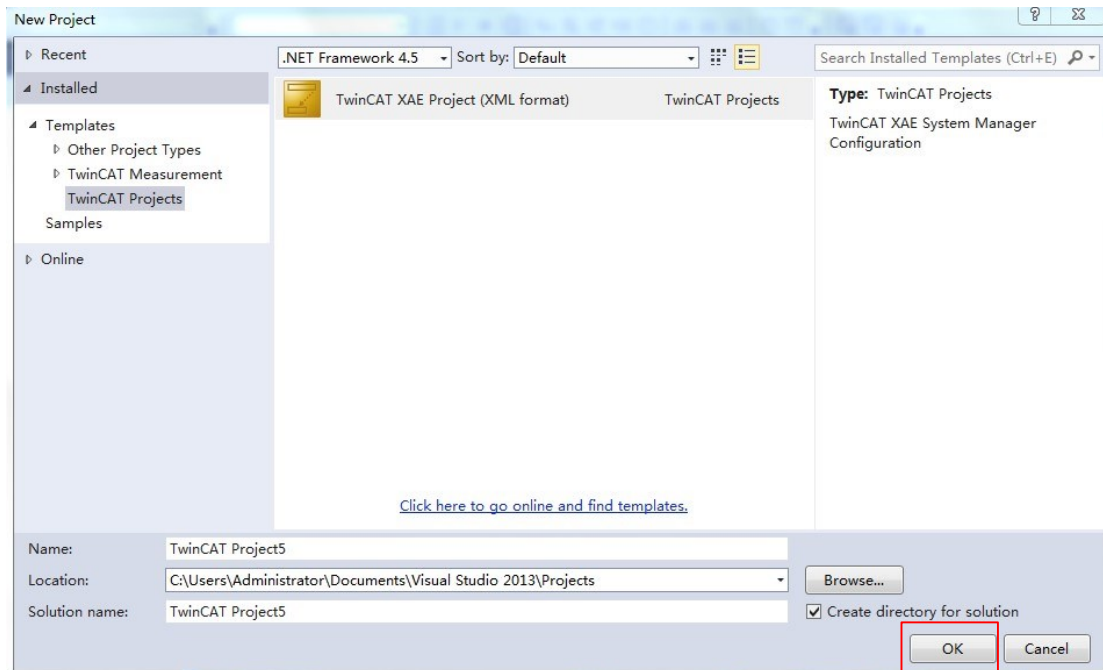 New Project
Recent
.NET Framework 4.5
Sort by: Default
Search Installed Templates (Ctrl+E)
Installed
Templates
Other Project Types
TwinCAT Measurement
TwinCAT Projects
Samples
Online
TwinCAT XAE Project (XML format) TwinCAT Projects
Type: TwinCAT Projects
TwinCAT XAE System Manager
Configuration
Click here to go online and find templates.
Name: TwinCAT Project5
Location: C:\Users\Administrator\Documents\Visual Studio 2013\Projects Browse...
Solution name: TwinCAT Project5 Create directory for solution
OK Cancel